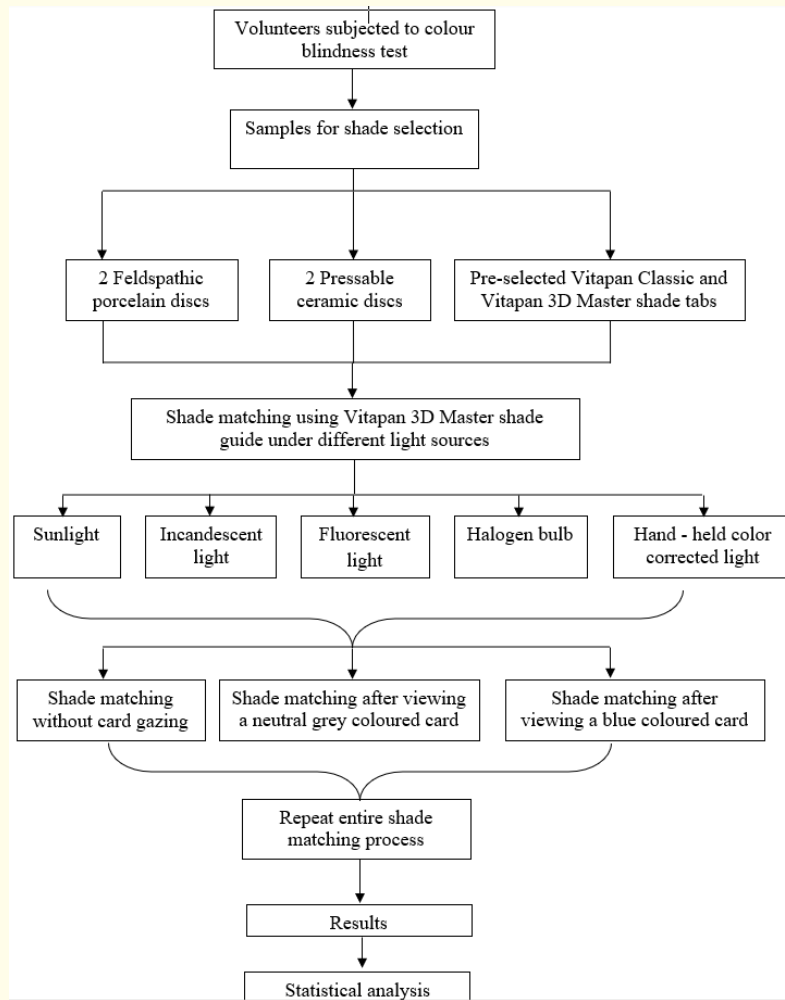 Volunteers subjected to colour
blindness test
Samples for shade selection
2 Feldspathic
porcelain discs
2 Pressable
ceramic discs
Pre-selected Vitapan Classic and
Vitapan 3D Master shade tabs
Shade matching using Vitapan 3D Master shade
guide under different light sources
Sunlight
Incandescent
light
Fluorescent
light
Halogen bulb
Hand - held color
corrected light
Shade matching
without card gazing
Shade matching after viewing
a neutral grey coloured card
Shade matching after
viewing a blue coloured card
Repeat entire shade
matching process
Results
Statistical analysis